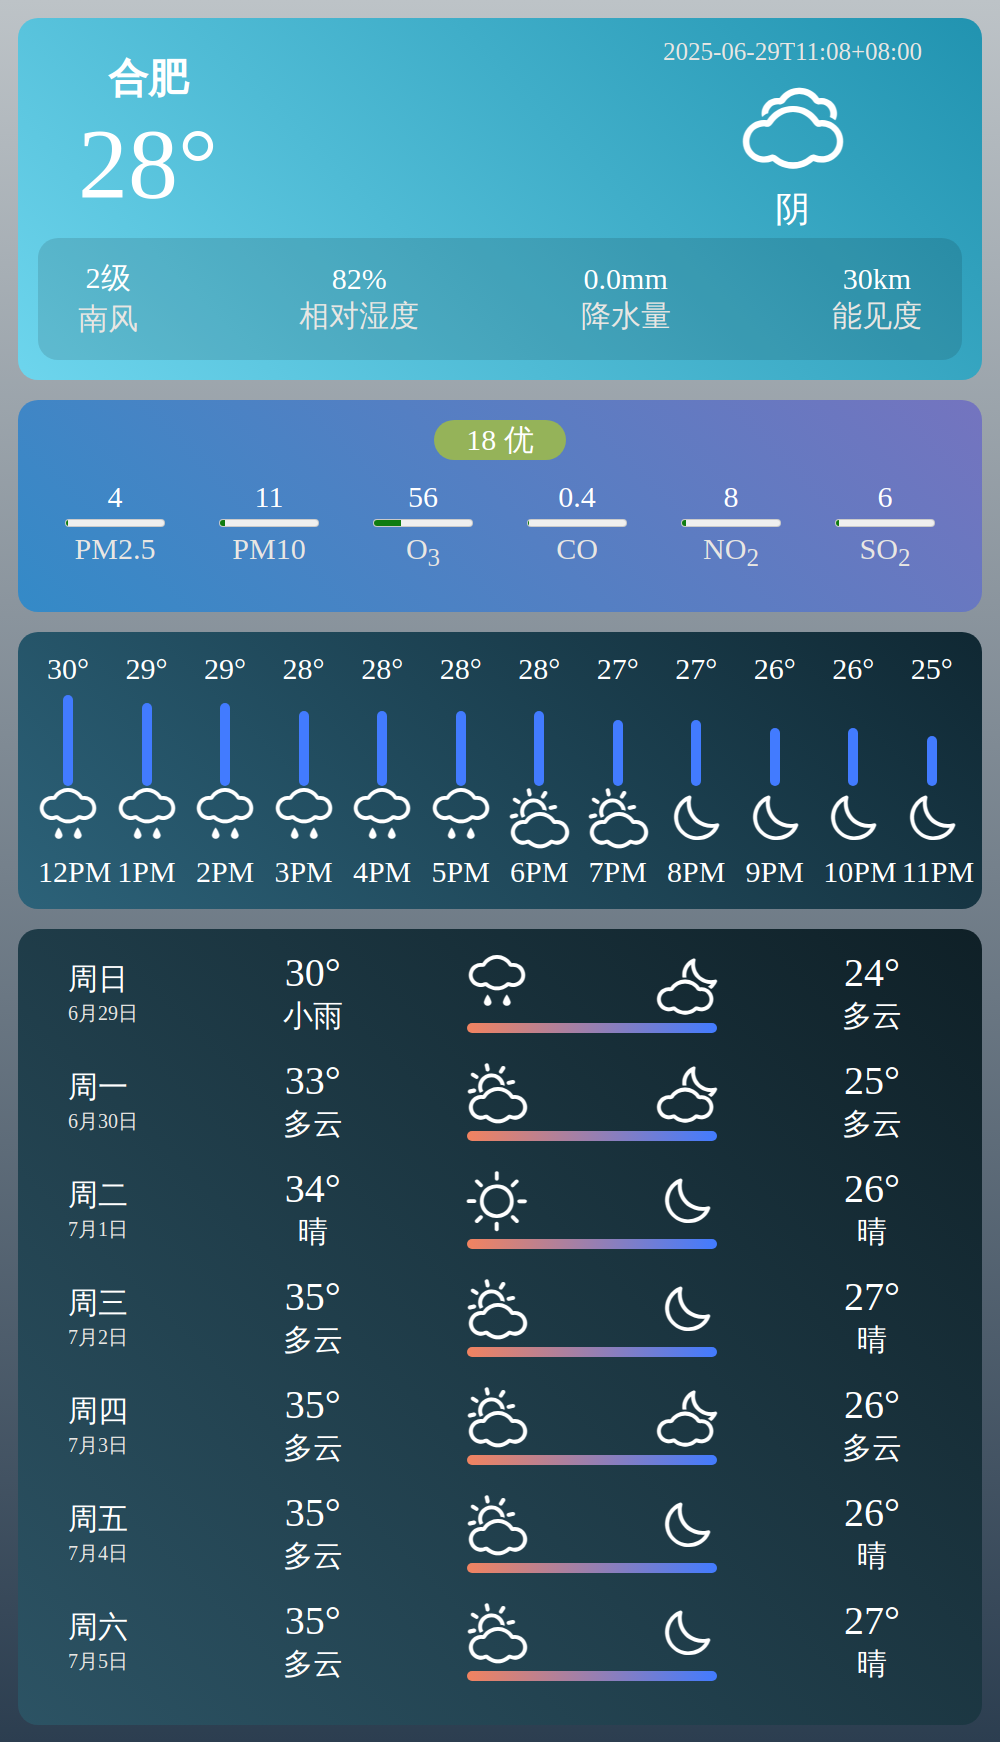 合肥
28°
2025-06-29T11:08+08:00
阴
2级 82% 0.0mm 30km
南风 相对湿度 降水量 能见度
18 优
4 11 56 0.4 8 6
PM2.5 PM10 O3 CO NO2 SO2
30° 29° 29° 28° 28° 28° 28° 27° 27° 26° 26° 25°
12PM 1PM 2PM 3PM 4PM 5PM 6PM 7PM 8PM 9PM 10PM 11PM
周日 30° 24°
6月29日 小雨 多云
周一 33° 25°
6月30日 多云 多云
周二 34° 26°
7月1日 晴 晴
周三 35° 27°
7月2日 多云 晴
周四 35° 26°
7月3日 多云 多云
周五 35° 26°
7月4日 多云 晴
周六 35° 27°
7月5日 多云 晴